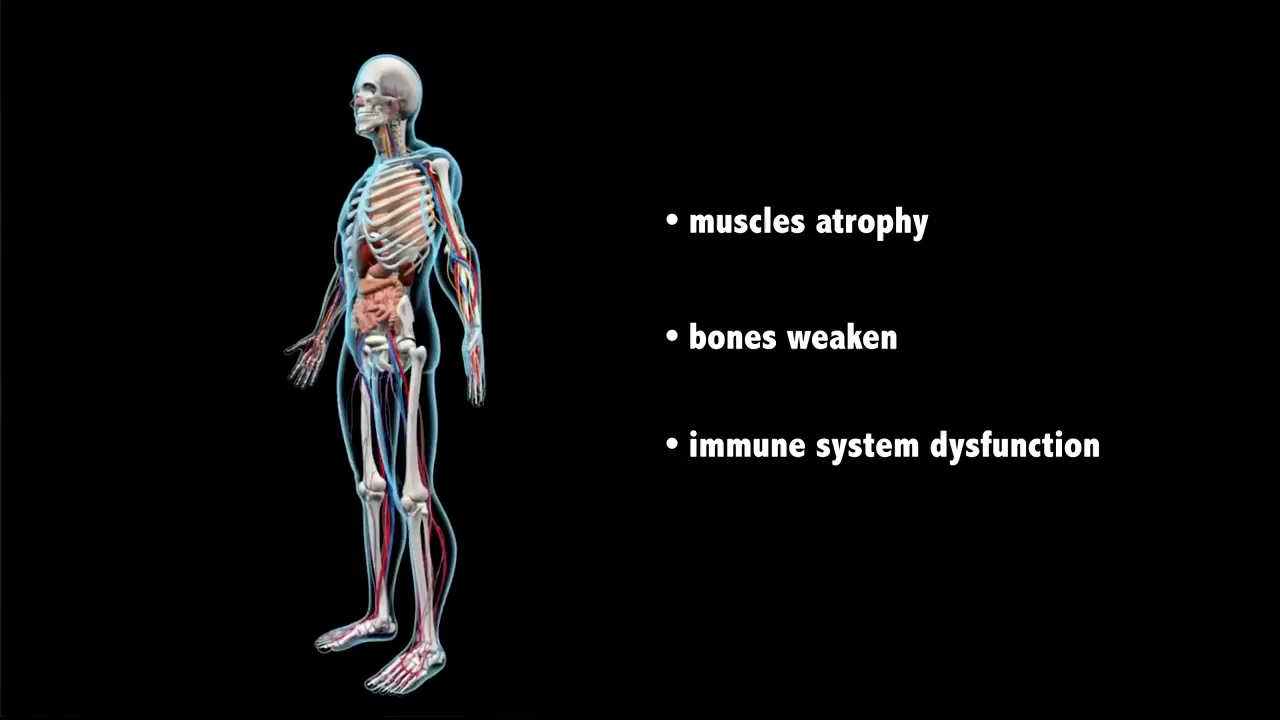 • muscles atrophy
• bones weaken
• immune system dysfunction